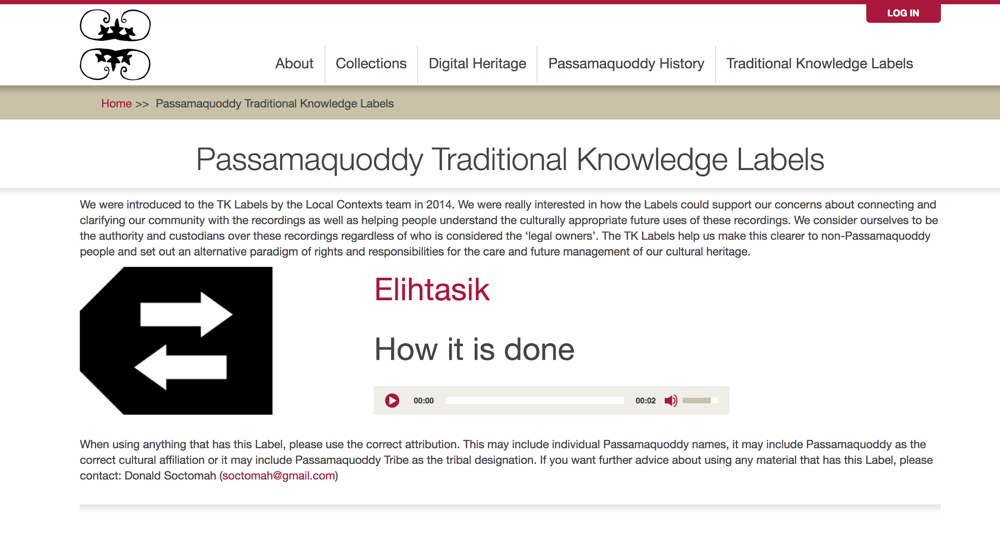 LOG IN
About
Collections
Digital Heritage
Passamaquoddy History
Traditional Knowledge Labels
Home >> Passamaquoddy Traditional Knowledge Labels
Passamaquoddy Traditional Knowledge Labels
We were introduced to the TK Labels by the Local Contexts team in 2014. We were really interested in how the Labels could support our concerns about connecting and
clarifying our community with the recordings as well as helping people understand the culturally appropriate future uses of these recordings. We consider ourselves to be
the authority and custodians over these recordings regardless of who is considered the ‘legal owners’. The TK Labels help us make this clearer to non-Passamaquoddy
people and set out an alternative paradigm of rights and responsibilities for the care and future management of our cultural heritage.
Elihtasik
How it is done
00:00
00:02
When using anything that has this Label, please use the correct attribution. This may include individual Passamaquoddy names, it may include Passamaquoddy as the
correct cultural affiliation or it may include Passamaquoddy Tribe as the tribal designation. If you want further advice about using any material that has this Label, please
contact: Donald Soctomah (soctomah@gmail.com)